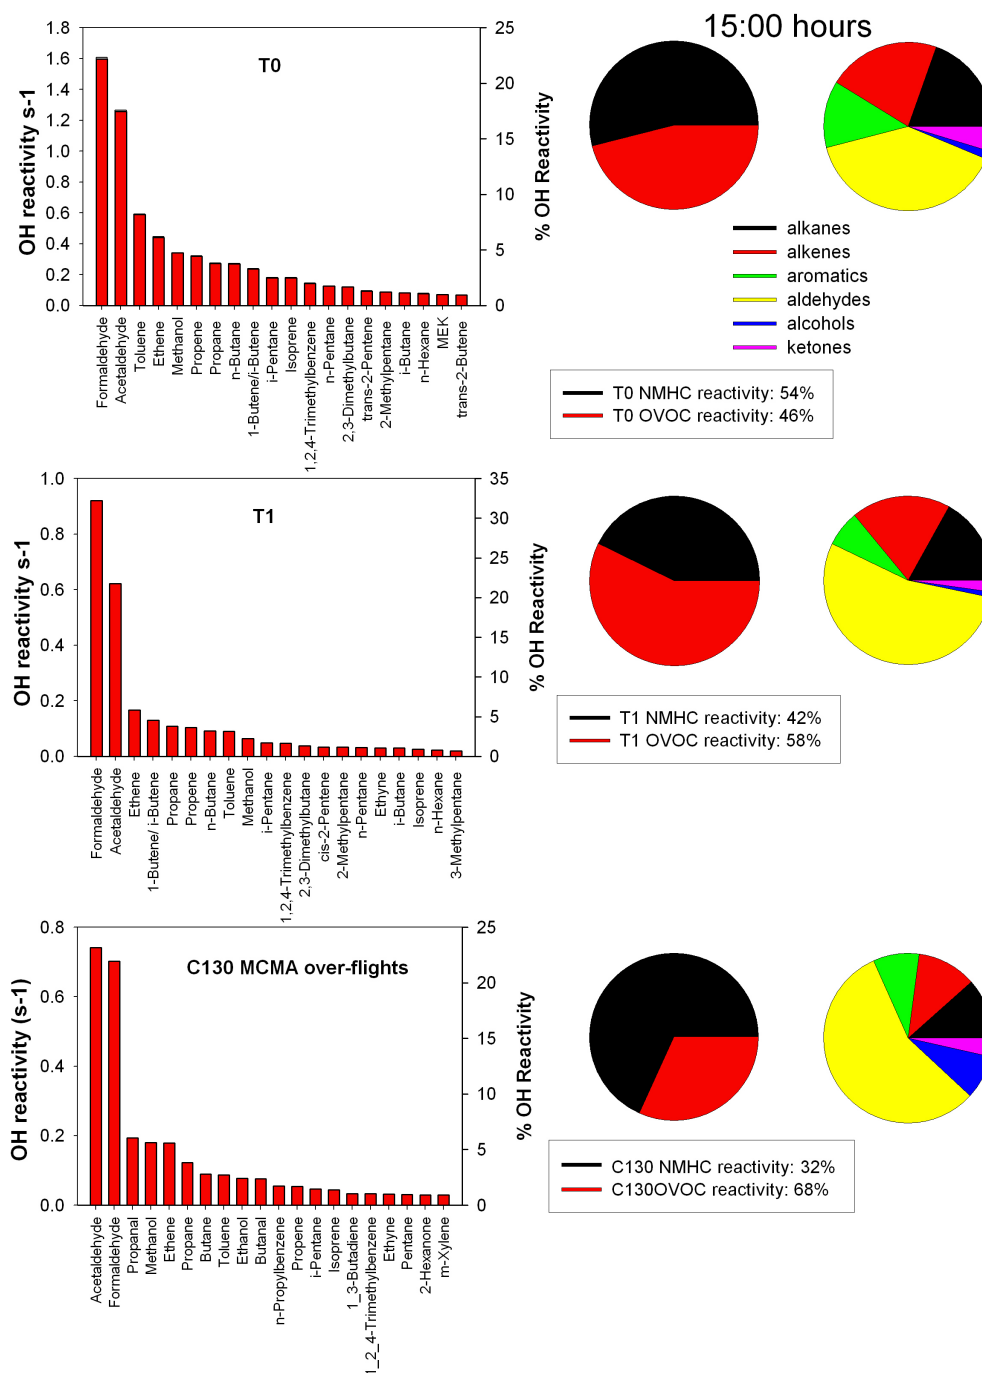 15:00 hours
T0
OH reactivity s-1
1.8
1.6
1.4
1.2
1.0
0.8
0.6
0.4
0.2
0.0
25
20
15
10
5
0
% OH Reactivity
Formaldehyde
Acetaldehyde
Toluene
Ethene
Methanol
Propene
Propane
n-Butane
1-Butene/i-Butene
i-Pentane
Isoprene
1,2,4-Trimethylbenzene
n-Pentane
2,3-Dimethylbutane
trans-2-Pentene
2-Methylpentane
i-Butane
n-Hexane
MEK
trans-2-Butene
alkanes
alkenes
aromatics
aldehydes
alcohols
ketones
T0 NMHC reactivity: 54%
T0 OVOC reactivity: 46%
T1
OH reactivity s-1
1.0
0.8
0.6
0.4
0.2
0.0
35
30
25
20
15
10
5
0
% OH Reactivity
Formaldehyde
Acetaldehyde
Ethene
1-Butene/ i-Butene
Propane
Propene
n-Butane
Toluene
Methanol
i-Pentane
1,2,4-Trimethylbenzene
2,3-Dimethylbutane
cis-2-Pentene
2-Methylpentane
n-Pentane
Ethyne
i-Butane
Isoprene
n-Hexane
3-Methylpentane
T1 NMHC reactivity: 42%
T1 OVOC reactivity: 58%
C130 MCMA over-flights
OH reactivity (s-1)
0.8
0.6
0.4
0.2
0.0
25
20
15
10
5
0
% OH Reactivity
Acetaldehyde
Formaldehyde
Propanal
Methanol
Ethene
Propane
Butane
Toluene
Ethanol
Butanal
n-Propylbenzene
Propene
i-Pentane
Isoprene
1_3-Butadiene
1_2_4-Trimethylbenzene
Ethyne
Pentane
2-Hexanone
m-Xylene
C130 NMHC reactivity: 32%
C130OVOC reactivity: 68%